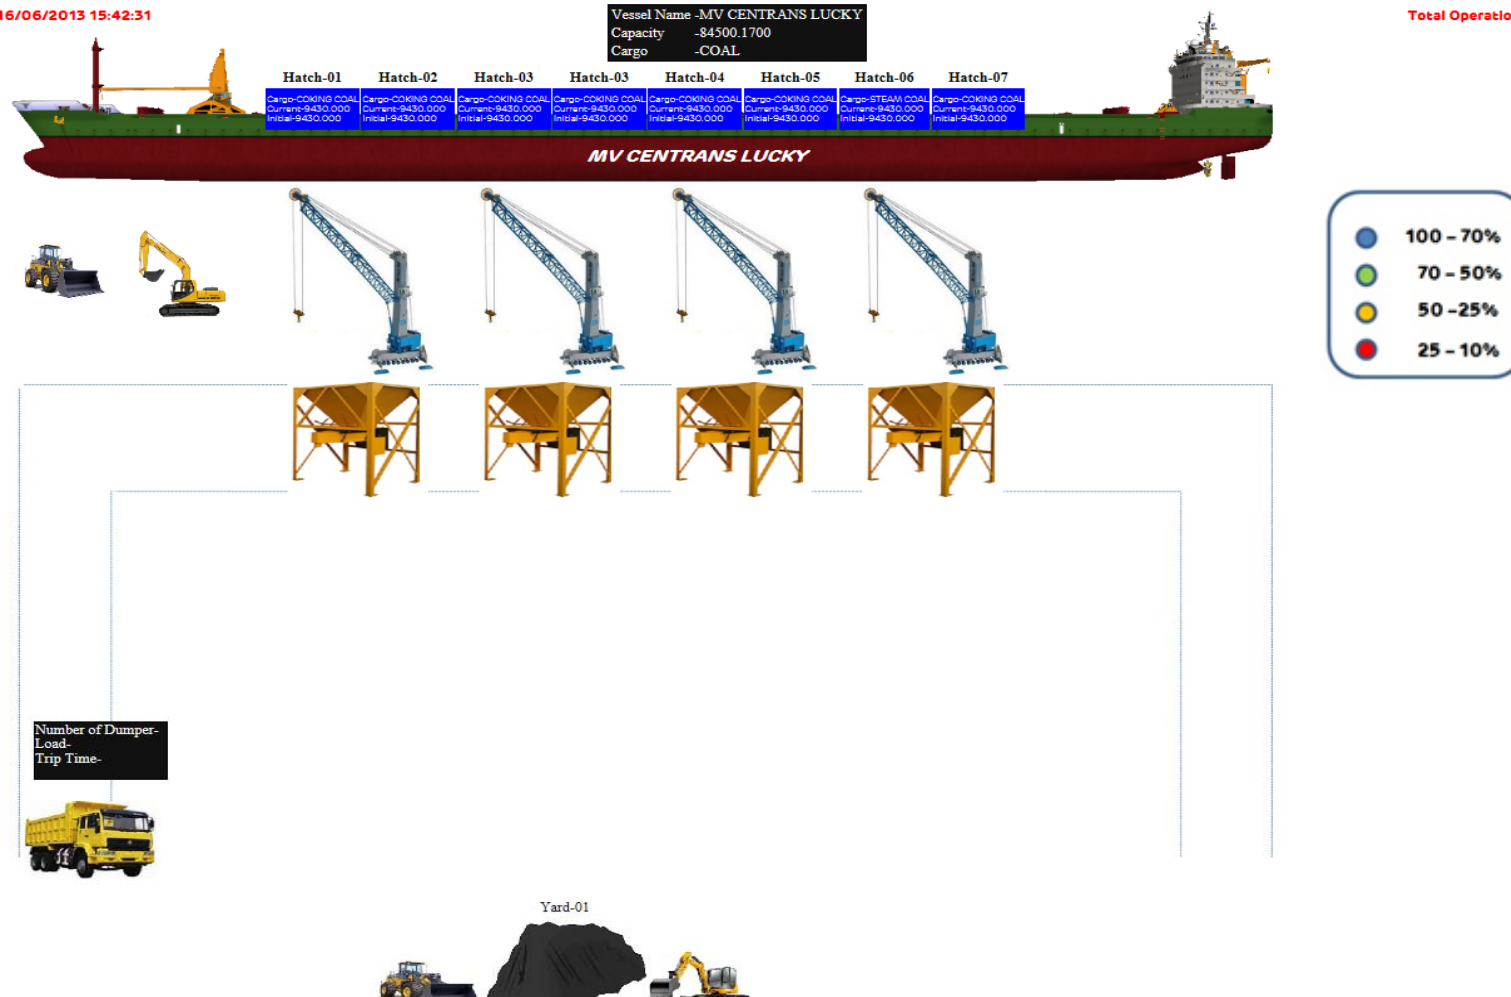 16/06/2013 15:42:31
Vessel Name -MV CENTRANS LUCKY
Capacity -84500.1700
Cargo -COAL
Total Operatio
Hatch-01 Hatch-02 Hatch-03 Hatch-03 Hatch-04 Hatch-05 Hatch-06 Hatch-07
Cargo-COKING COAL Cargo-COKING COAL Cargo-COKING COAL Cargo-COKING COAL Cargo-COKING COAL Cargo-COKING COAL Cargo-STEAM COAL Cargo-COKING COAL
Current-9430.000 Current-9430.000 Current-9430.000 Current-9430.000 Current-9430.000 Current-9430.000 Current-9430.000 Current-9430.000
Initial-9430.000 Initial-9430.000 Initial-9430.000 Initial-9430.000 Initial-9430.000 Initial-9430.000 Initial-9430.000 Initial-9430.000
MV CENTRANS LUCKY
100 – 70%
70 – 50%
50 –25%
25 – 10%
Number of Dumper-
Load-
Trip Time-
Yard-01